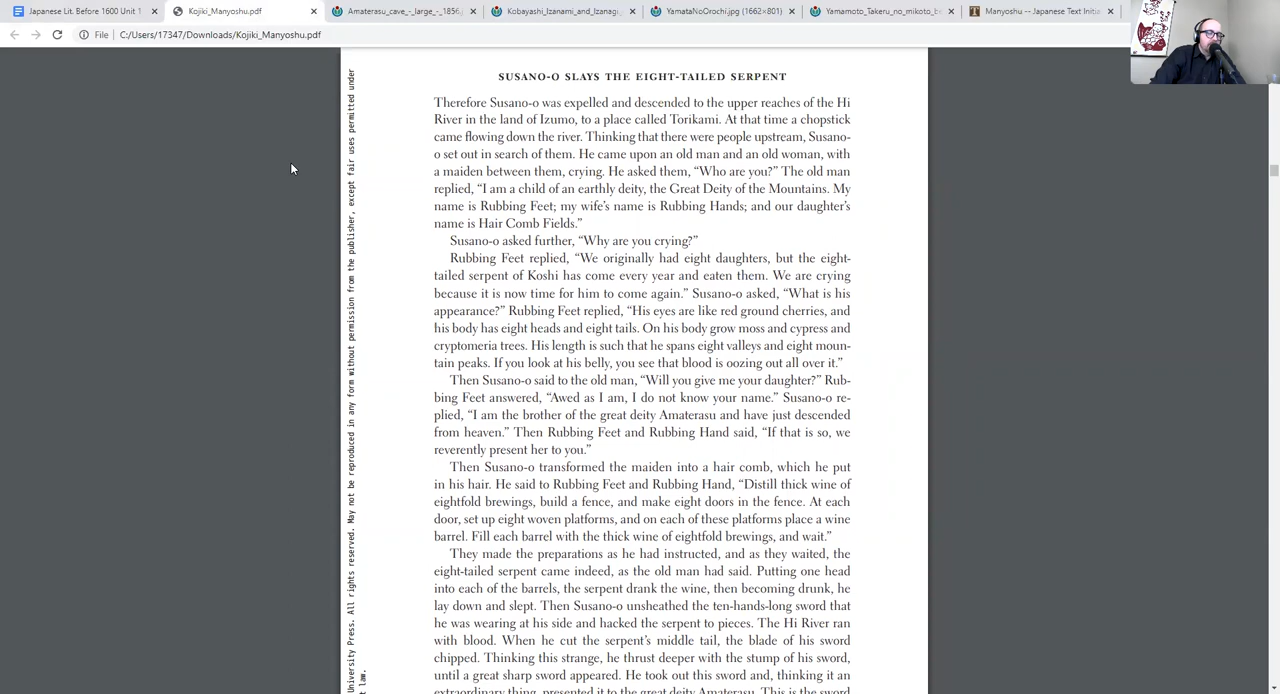 Japanese Lit. Before 1600 Unit 1
Kojiki_Manyoshu.pdf
Amaterasu_cave_-_large_-_1856.
Kobayashi_Izanami_and_Izanagi.
YamataNoOrochi.jpg (1662×801)
Yamamoto_Takeru_no_mikoto_b
Manyoshu -- Japanese Text Initia
File
C:/Users/17347/Downloads/Kojiki_Manyoshu.pdf
University Press. All rights reserved. May not be reproduced in any form without permission from the publisher, except fair uses permitted under
t law.
SUSANO-O SLAYS THE EIGHT-TAILED SERPENT
Therefore Susano-o was expelled and descended to the upper reaches of the Hi
River in the land of Izumo, to a place called Torikami. At that time a chopstick
came flowing down the river. Thinking that there were people upstream, Susano-
o set out in search of them. He came upon an old man and an old woman, with
a maiden between them, crying. He asked them, “Who are you?” The old man
replied, “I am a child of an earthly deity, the Great Deity of the Mountains. My
name is Rubbing Feet; my wife’s name is Rubbing Hands; and our daughter’s
name is Hair Comb Fields.”
Susano-o asked further, “Why are you crying?”
Rubbing Feet replied, “We originally had eight daughters, but the eight-
tailed serpent of Koshi has come every year and eaten them. We are crying
because it is now time for him to come again.” Susano-o asked, “What is his
appearance?” Rubbing Feet replied, “His eyes are like red ground cherries, and
his body has eight heads and eight tails. On his body grow moss and cypress and
cryptomeria trees. His length is such that he spans eight valleys and eight moun-
tain peaks. If you look at his belly, you see that blood is oozing out all over it.”
Then Susano-o said to the old man, “Will you give me your daughter?” Rub-
bing Feet answered, “Awed as I am, I do not know your name.” Susano-o re-
plied, “I am the brother of the great deity Amaterasu and have just descended
from heaven.” Then Rubbing Feet and Rubbing Hand said, “If that is so, we
reverently present her to you.”
Then Susano-o transformed the maiden into a hair comb, which he put
in his hair. He said to Rubbing Feet and Rubbing Hand, “Distill thick wine of
eightfold brewings, build a fence, and make eight doors in the fence. At each
door, set up eight woven platforms, and on each of these platforms place a wine
barrel. Fill each barrel with the thick wine of eightfold brewings, and wait.”
They made the preparations as he had instructed, and as they waited, the
eight-tailed serpent came indeed, as the old man had said. Putting one head
into each of the barrels, the serpent drank the wine, then becoming drunk, he
lay down and slept. Then Susano-o unsheathed the ten-hands-long sword that
he was wearing at his side and hacked the serpent to pieces. The Hi River ran
with blood. When he cut the serpent’s middle tail, the blade of his sword
chipped. Thinking this strange, he thrust deeper with the stump of his sword,
until a great sharp sword appeared. He took out this sword and, thinking it an
extraordinary thing, presented it to the great deity Amaterasu. This is the sword